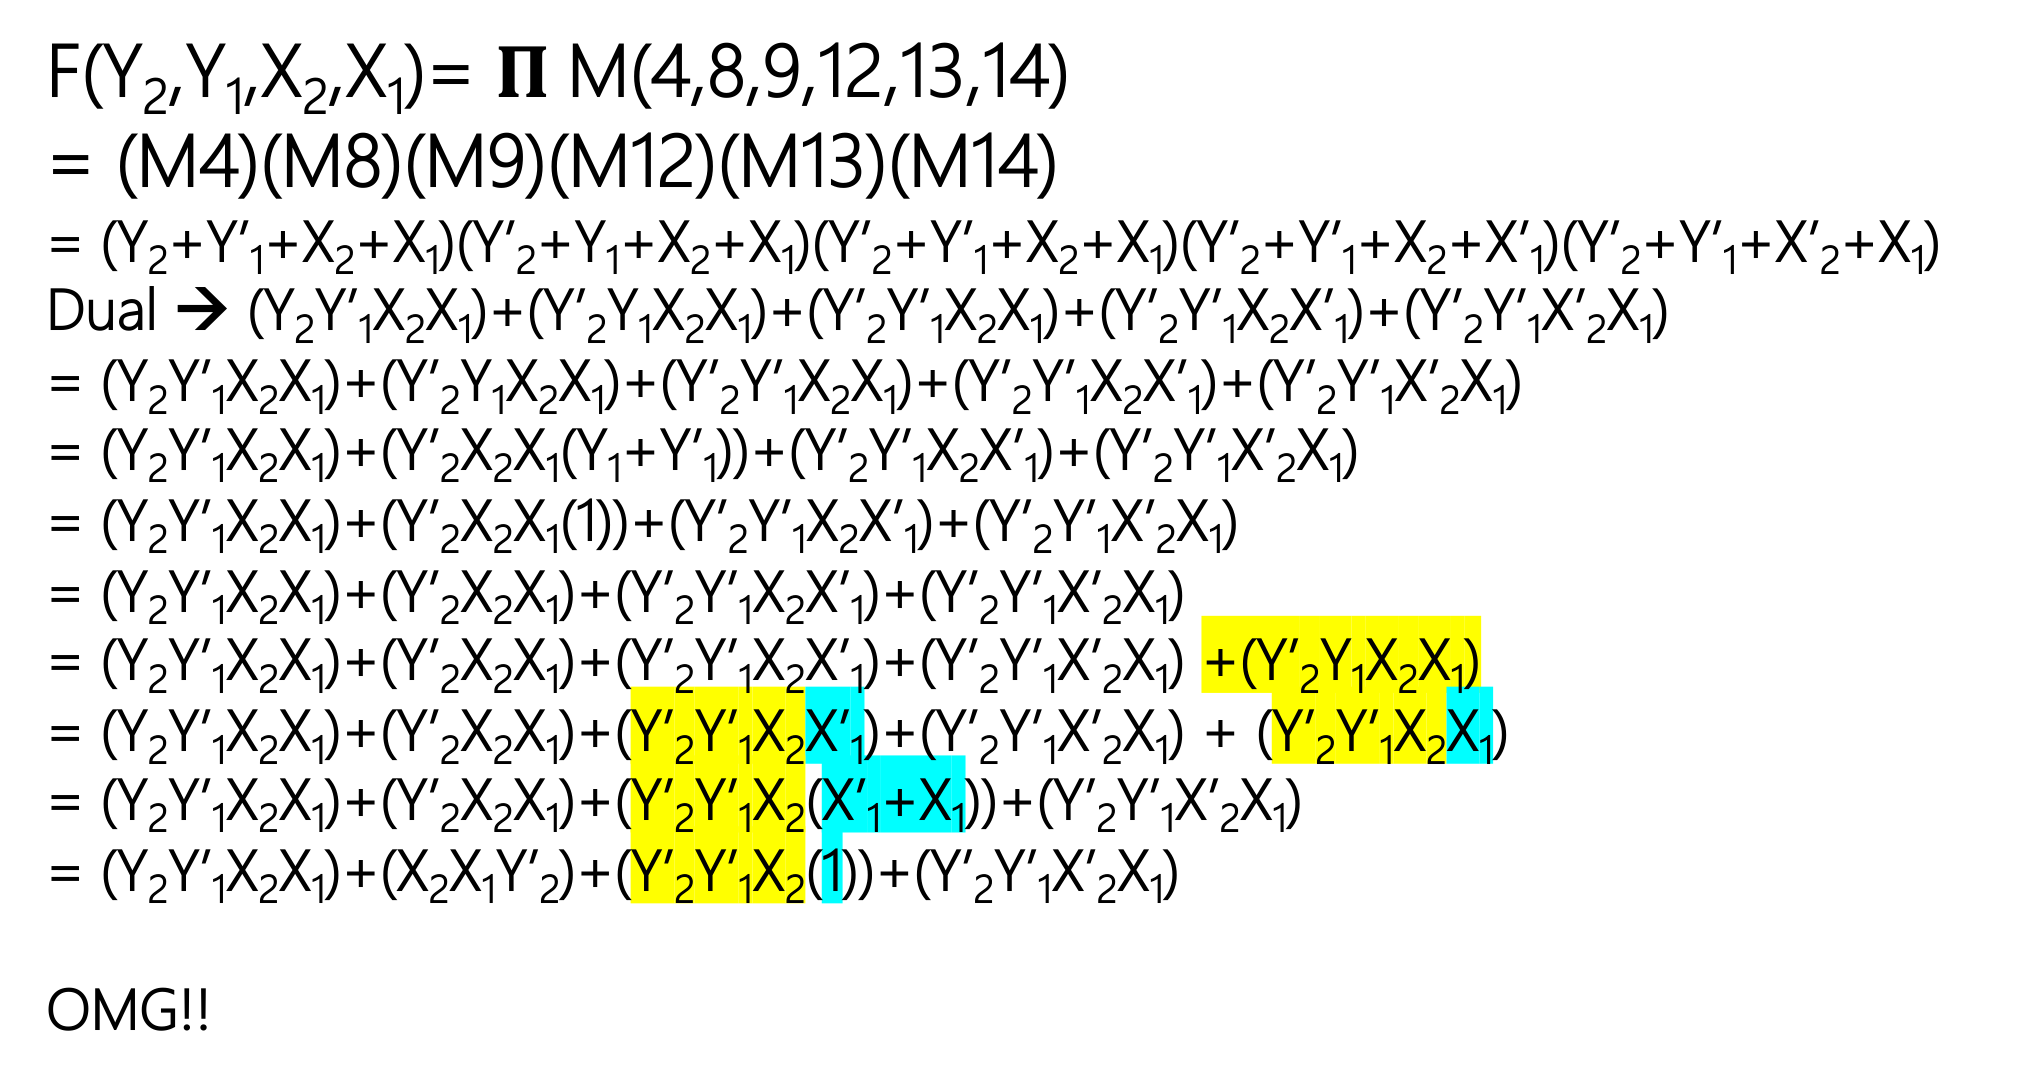 F(Y₂,Y₁,X₂,X₁)= Π M(4,8,9,12,13,14)
= (M4)(M8)(M9)(M12)(M13)(M14)
= (Y₂+Y′₁+X₂+X₁)(Y′₂+Y₁+X₂+X₁)(Y′₂+Y′₁+X₂+X₁)(Y′₂+Y′₁+X₂+X′₁)(Y′₂+Y′₁+X′₂+X₁)
Dual → (Y₂Y′₁X₂X₁)+(Y′₂Y₁X₂X₁)+(Y′₂Y′₁X₂X₁)+(Y′₂Y′₁X₂X′₁)+(Y′₂Y′₁X′₂X₁)
= (Y₂Y′₁X₂X₁)+(Y′₂Y₁X₂X₁)+(Y′₂Y′₁X₂X₁)+(Y′₂Y′₁X₂X′₁)+(Y′₂Y′₁X′₂X₁)
= (Y₂Y′₁X₂X₁)+(Y′₂X₂X₁(Y₁+Y′₁))+(Y′₂Y′₁X₂X′₁)+(Y′₂Y′₁X′₂X₁)
= (Y₂Y′₁X₂X₁)+(Y′₂X₂X₁(1))+(Y′₂Y′₁X₂X′₁)+(Y′₂Y′₁X′₂X₁)
= (Y₂Y′₁X₂X₁)+(Y′₂X₂X₁)+(Y′₂Y′₁X₂X′₁)+(Y′₂Y′₁X′₂X₁)
= (Y₂Y′₁X₂X₁)+(Y′₂X₂X₁)+(Y′₂Y′₁X₂X′₁)+(Y′₂Y′₁X′₂X₁) +(Y′₂Y₁X₂X₁)
= (Y₂Y′₁X₂X₁)+(Y′₂X₂X₁)+(Y′₂Y′₁X₂X′₁)+(Y′₂Y′₁X′₂X₁) + (Y′₂Y′₁X₂X₁)
= (Y₂Y′₁X₂X₁)+(Y′₂X₂X₁)+(Y′₂Y′₁X₂(X′₁+X₁))+(Y′₂Y′₁X′₂X₁)
= (Y₂Y′₁X₂X₁)+(X₂X₁Y′₂)+(Y′₂Y′₁X₂(1))+(Y′₂Y′₁X′₂X₁)
OMG!!